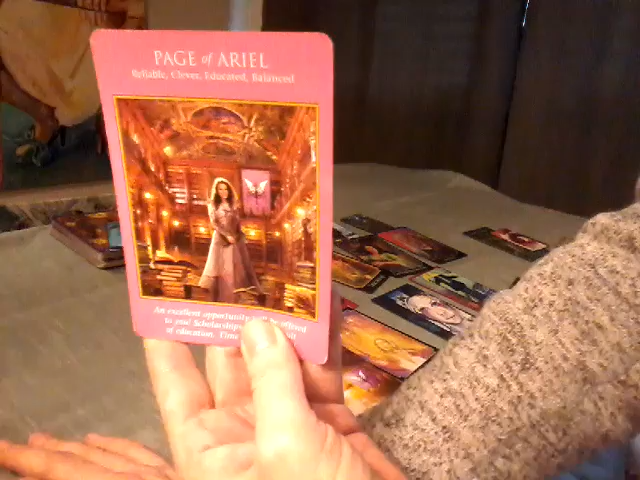 PAGE of ARIEL
Reliable, Clever, Educated, Balanced
An excellent opportunity
to you! Scholarships
of education. Time